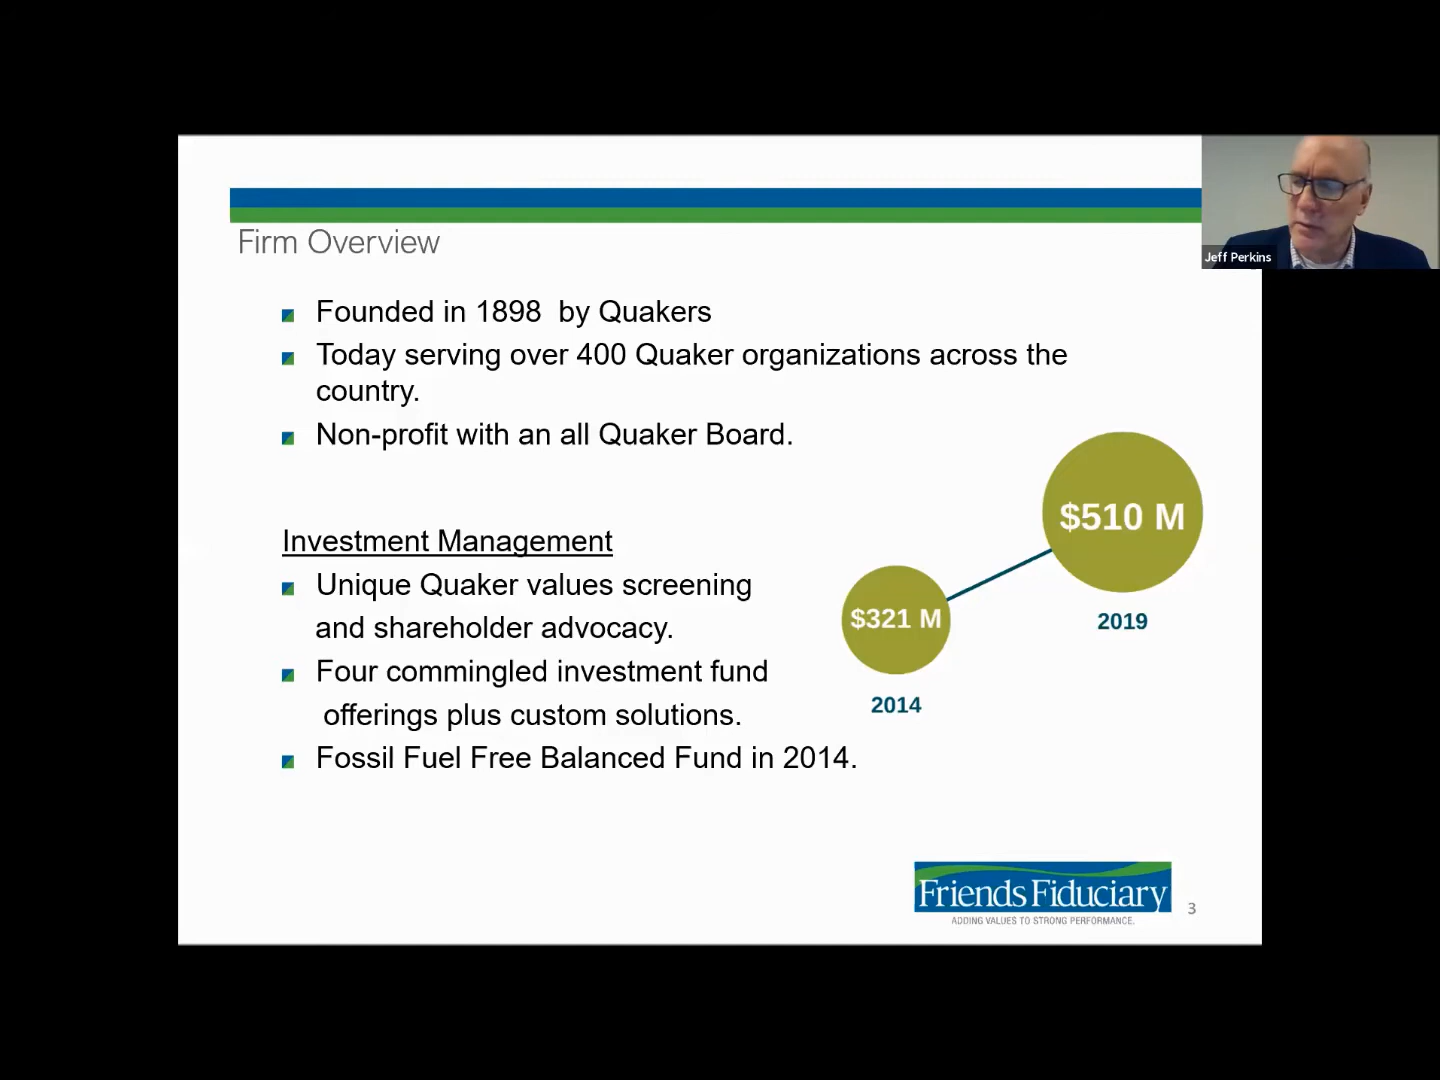 Firm Overview
Jeff Perkins
Founded in 1898  by Quakers
Today serving over 400 Quaker organizations across the
country.
Non-profit with an all Quaker Board.
Investment Management
Unique Quaker values screening
and shareholder advocacy.
Four commingled investment fund
offerings plus custom solutions.
Fossil Fuel Free Balanced Fund in 2014.
$510 M
2019
$321 M
2014
Friends Fiduciary
ADDING VALUES TO STRONG PERFORMANCE.
3